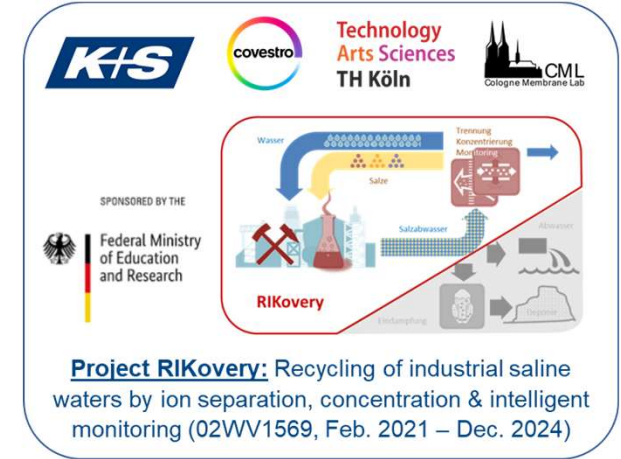 K+S
covestro
Technology
Arts Sciences
TH Köln
CML
Cologne Membrane Lab
SPONSORED BY THE
Federal Ministry
of Education
and Research
Wasser
Trennung
Konzentrierung
Monitoring
Salze
Salzabwasser
Abwasser
RIKovery
Eindampfung
Deponie
Project RIKovery: Recycling of industrial saline
waters by ion separation, concentration & intelligent
monitoring (02WV1569, Feb. 2021 – Dec. 2024)